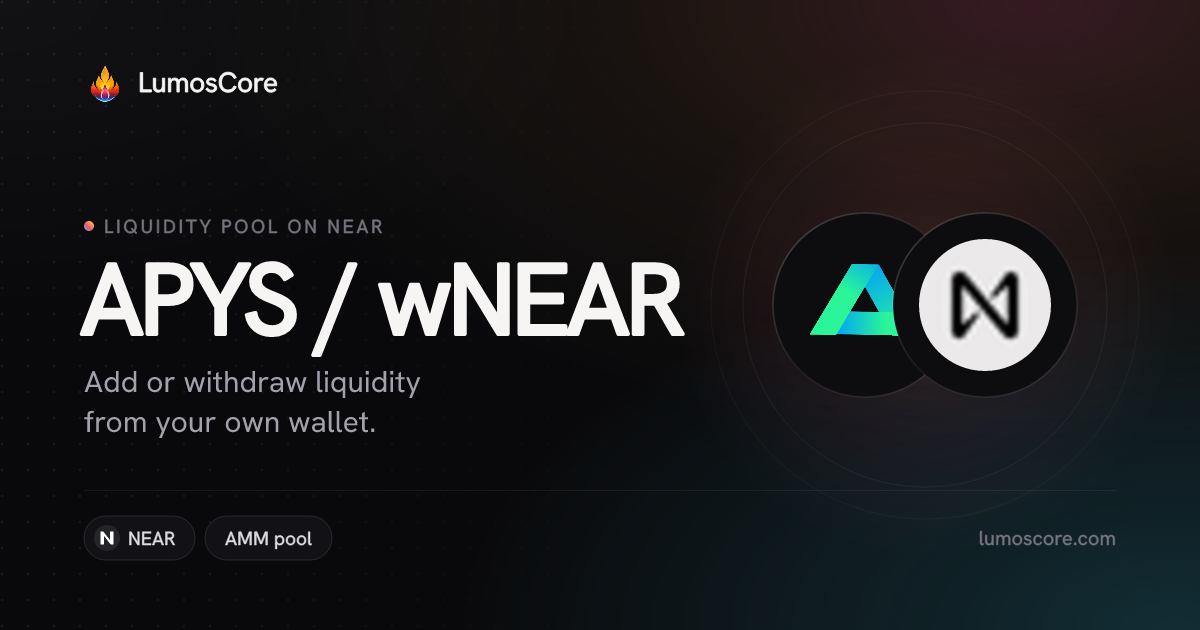 LumosCore
LIQUIDITY POOL ON NEAR
APYS / wNEAR
Add or withdraw liquidity
from your own wallet.
NEAR
AMM pool
lumoscore.com